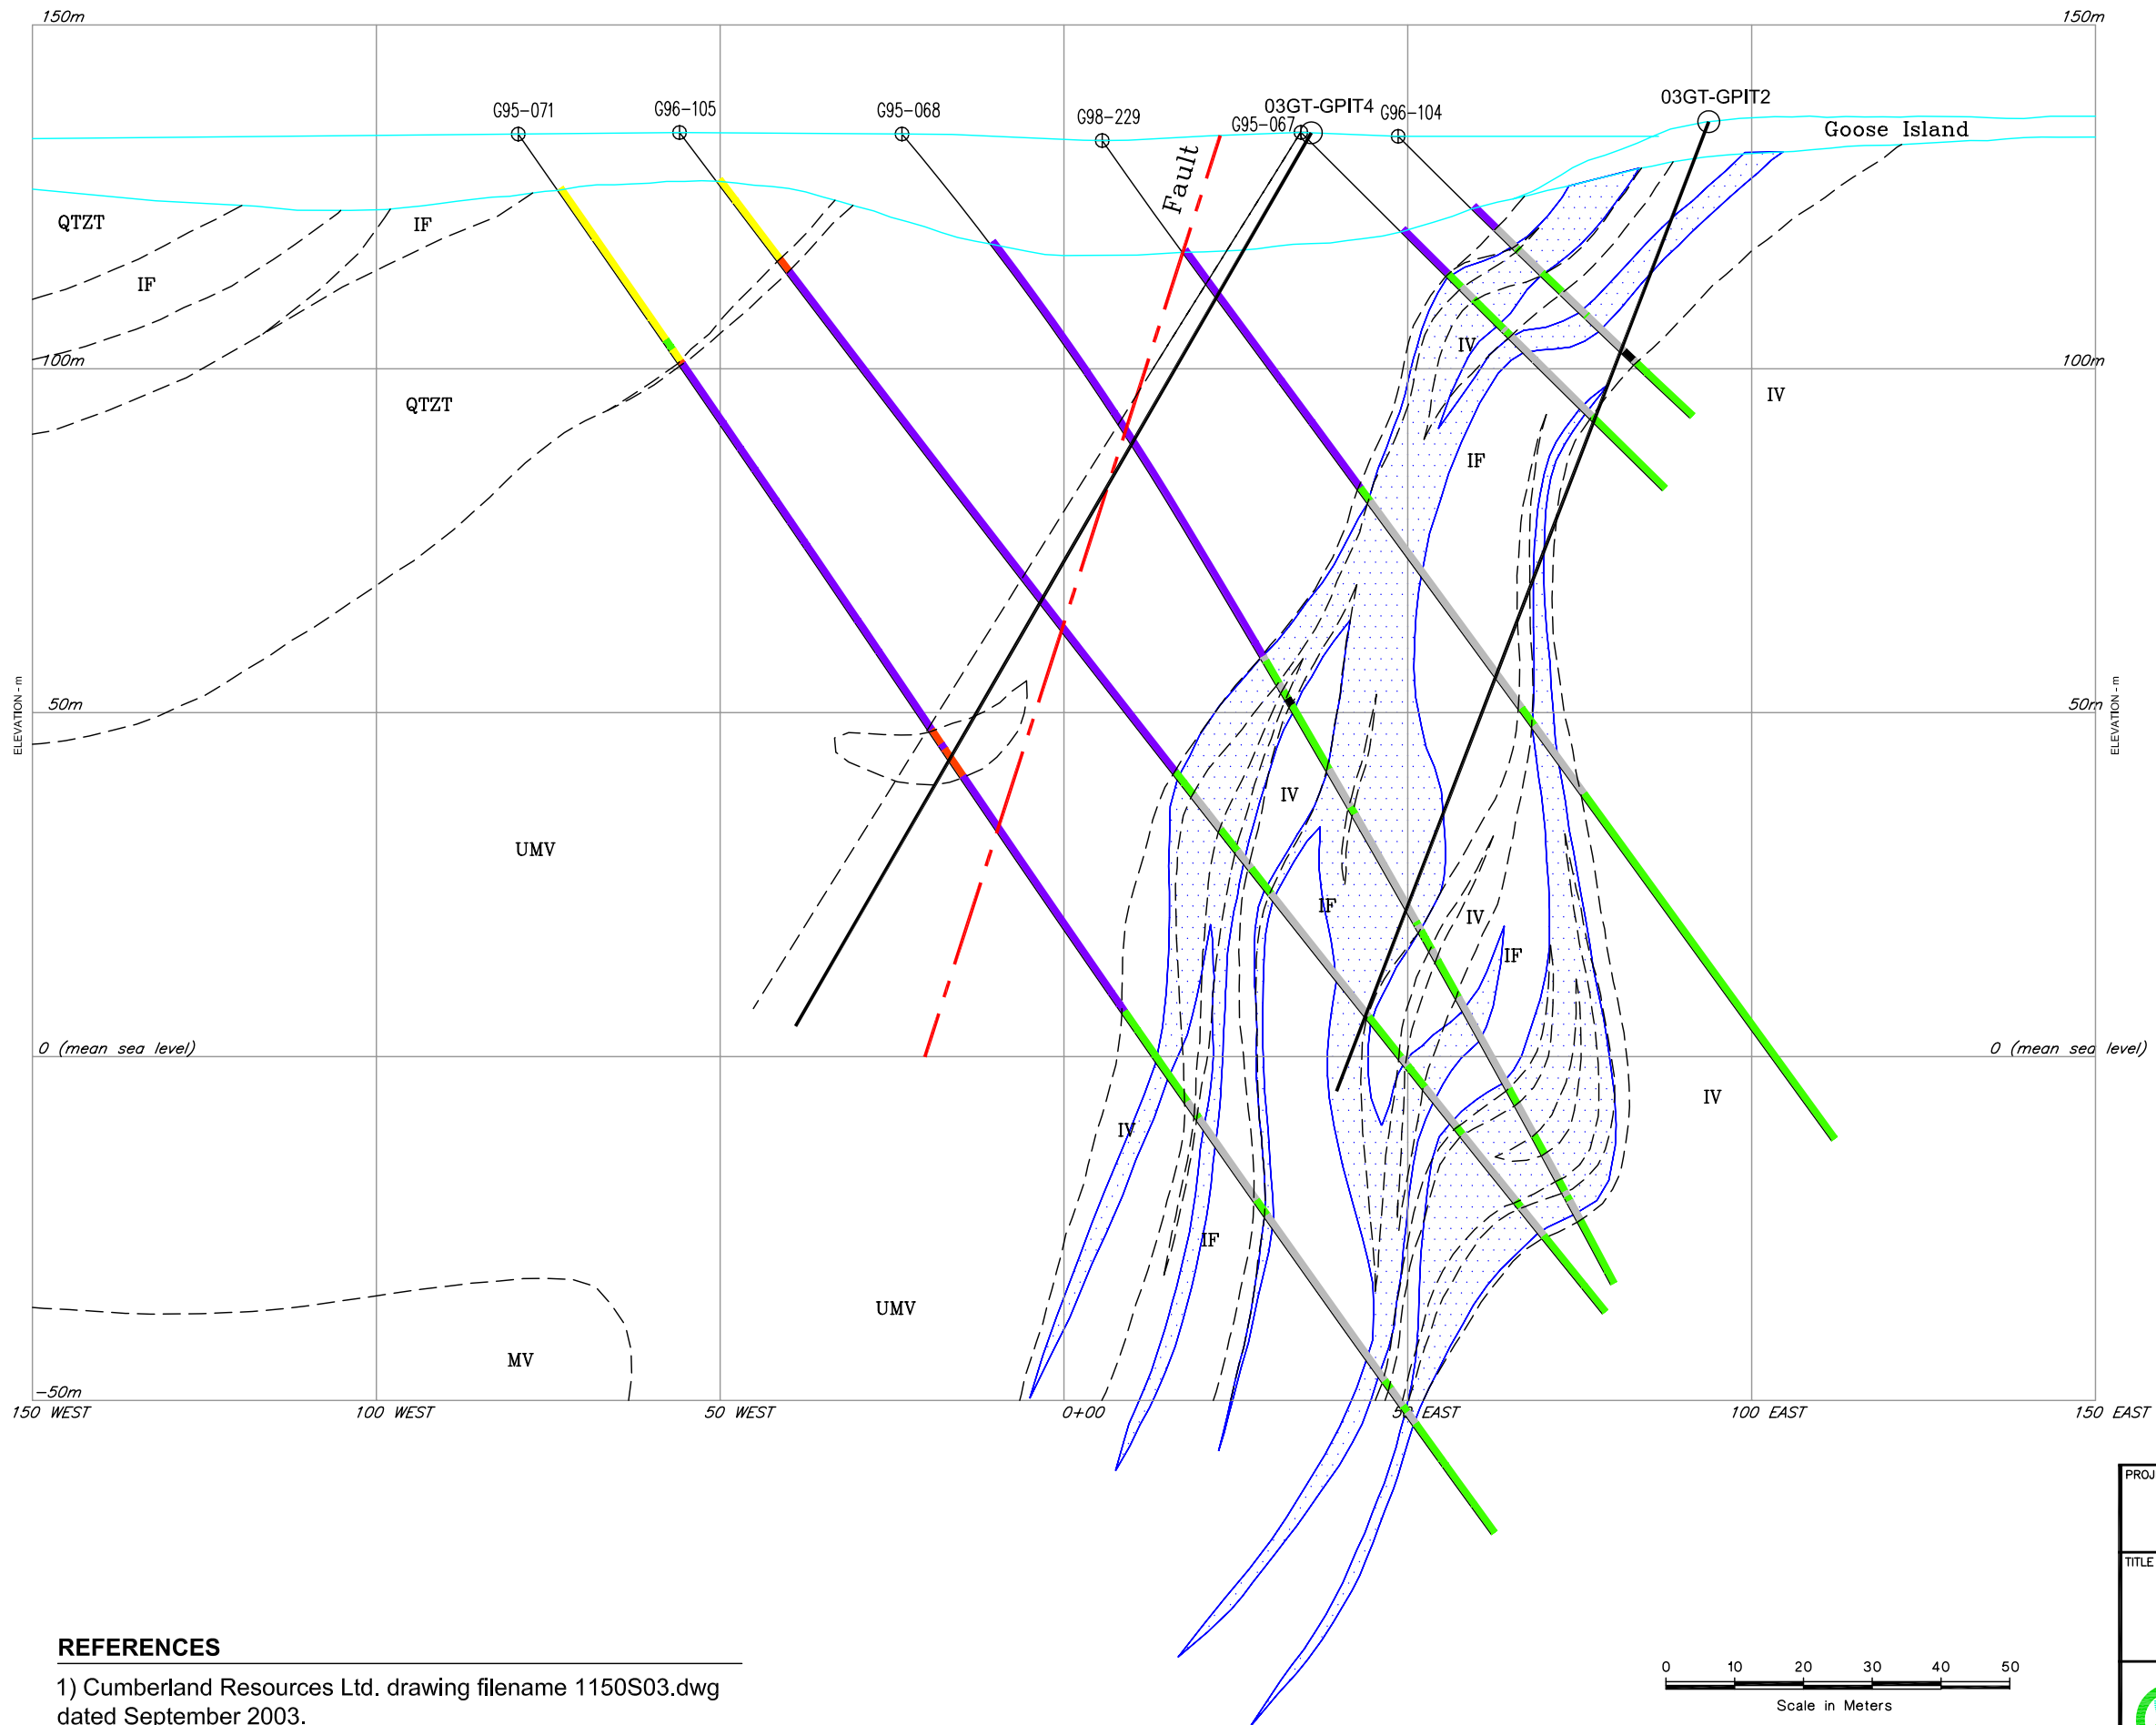 150m
150m
G95-071
G96-105
G95-068
G98-229
G95-067
03GT-GPIT4
G96-104
03GT-GPIT2
Goose Island
Fault
QTZT
IF
IF
100m
100m
QTZT
IV
IV
IF
ELEVATION - m
50m
50m
ELEVATION - m
UMV
IV
IF
IV
IF
0 (mean sea level)
0 (mean sea level)
IV
IV
IF
UMV
MV
-50m
150 WEST
100 WEST
50 WEST
0+00
50 EAST
100 EAST
150 EAST
PROJ
TITLE
REFERENCES
1) Cumberland Resources Ltd. drawing filename 1150S03.dwg
dated September 2003.
0 10 20 30 40 50
Scale in Meters